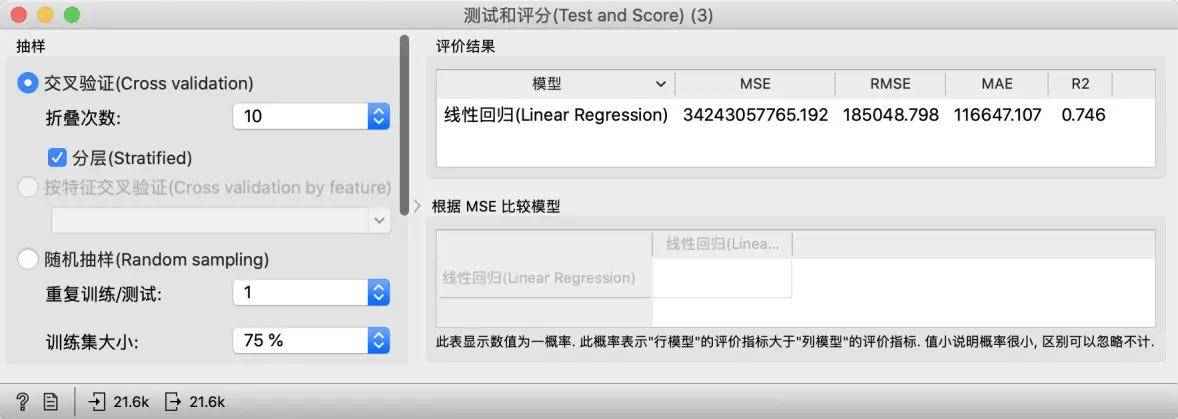 测试和评分(Test and Score) (3)
抽样
交叉验证(Cross validation)
折叠次数:
10
分层(Stratified)
按特征交叉验证(Cross validation by feature)
随机抽样(Random sampling)
重复训练/测试:
1
训练集大小:
75 %
评价结果
模型 MSE RMSE MAE R2
线性回归(Linear Regression) 34243057765.192 185048.798 116647.107 0.746
根据 MSE 比较模型
线性回归(Linea...
线性回归(Linear Regression)
此表显示数值为一概率. 此概率表示"行模型"的评价指标大于"列模型"的评价指标. 值小说明概率很小, 区别可以忽略不计.
? 21.6k 21.6k